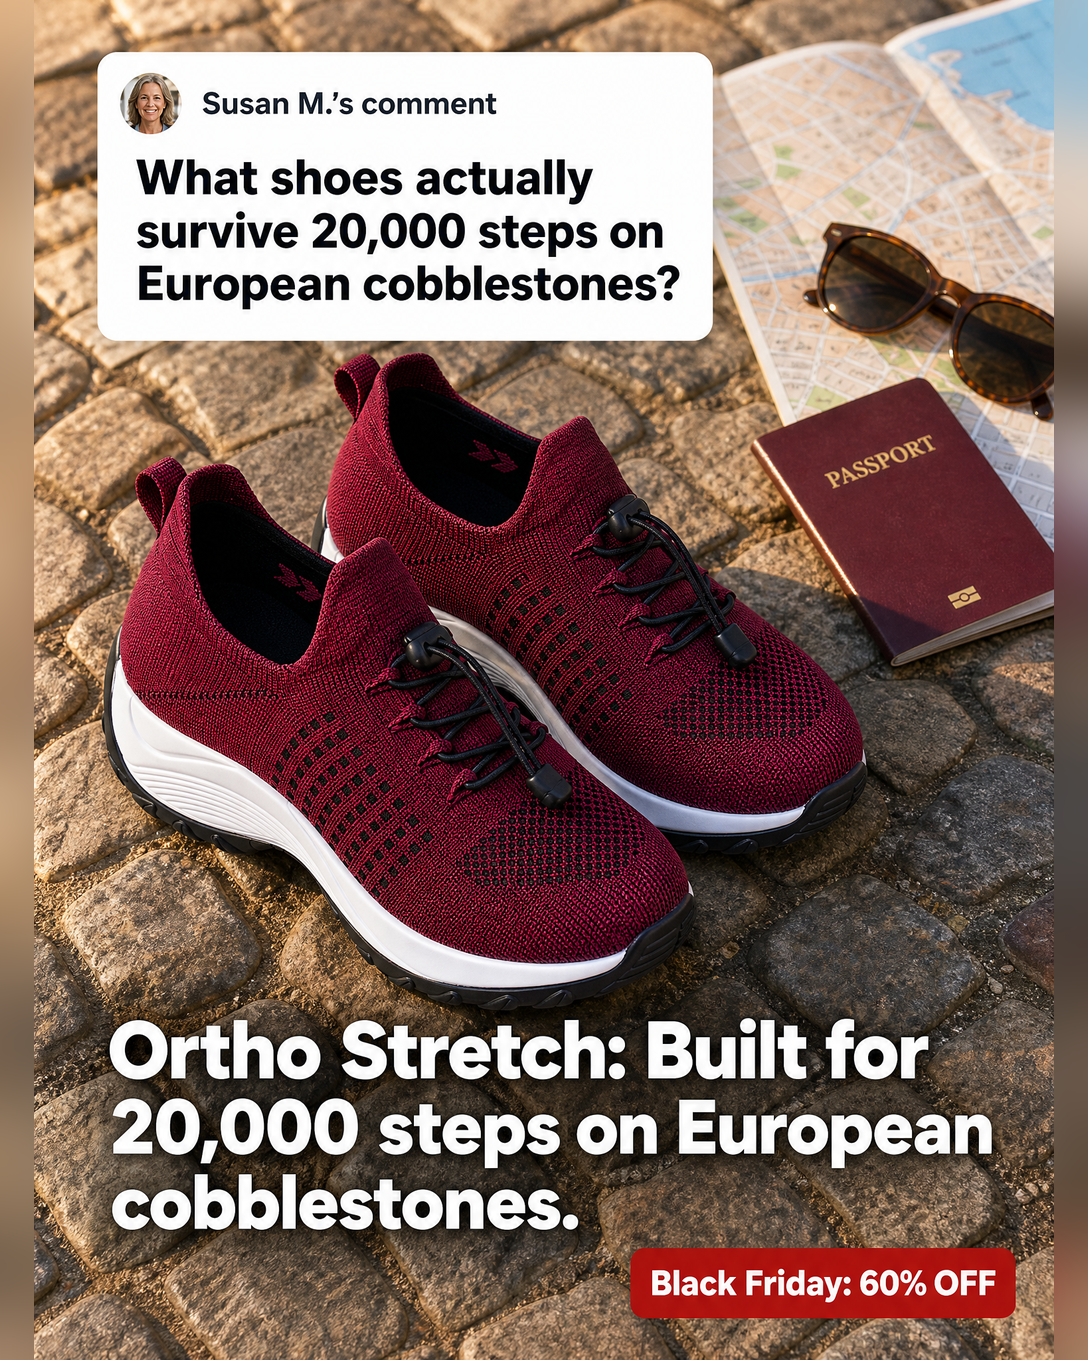 Susan M.'s comment
What shoes actually
survive 20,000 steps on
European cobblestones?
PASSPORT
Ortho Stretch: Built for
20,000 steps on European
cobblestones.
Black Friday: 60% OFF